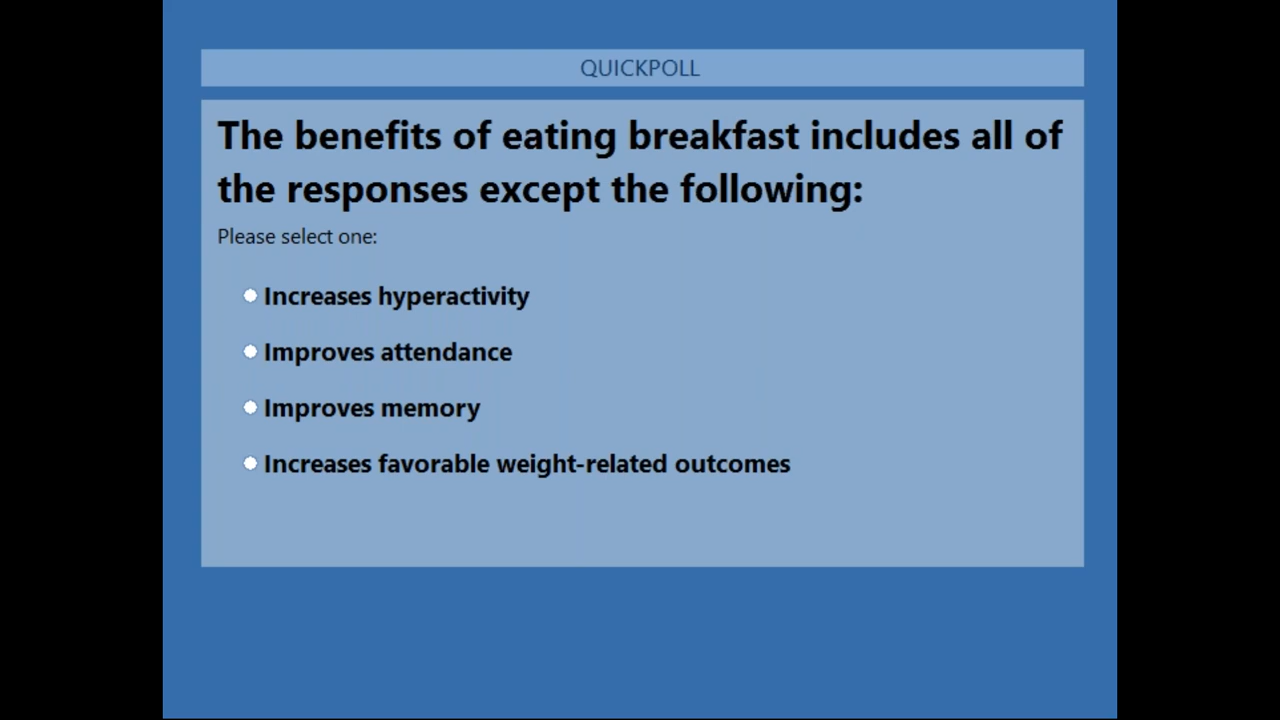 QUICKPOLL
The benefits of eating breakfast includes all of
the responses except the following:
Please select one:
Increases hyperactivity
Improves attendance
Improves memory
Increases favorable weight-related outcomes